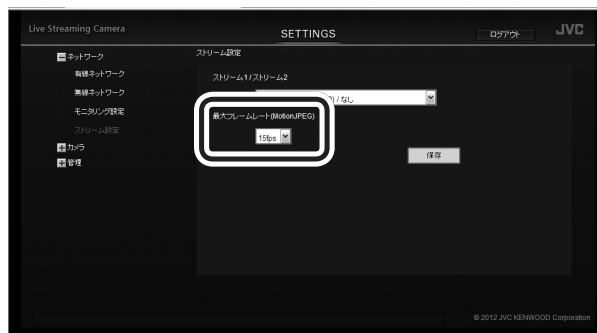 Live Streaming Camera
SETTINGS
ログアウト
JVC
ネットワーク
有線ネットワーク
無線ネットワーク
モニタリング設定
ストリーム設定
カメラ
管理
ストリーム設定
ストリーム1/ストリーム2
) / なし
最大フレームレート(MotionJPEG)
15fps
保存
© 2012 JVC KENWOOD Corporation